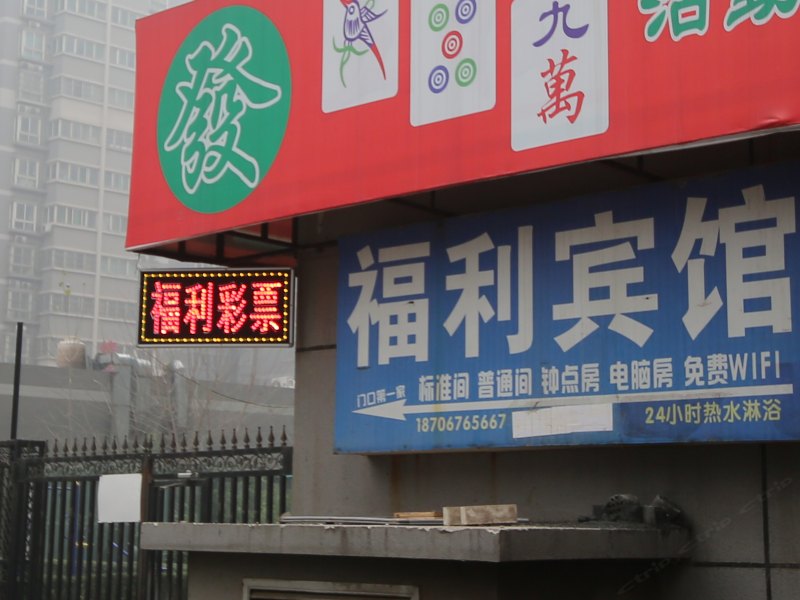 發
九
萬
活动
福利彩票
福利宾馆
门口第一家 标准间 普通间 钟点房 电脑房 免费WIFI
18706765667
24小时热水淋浴